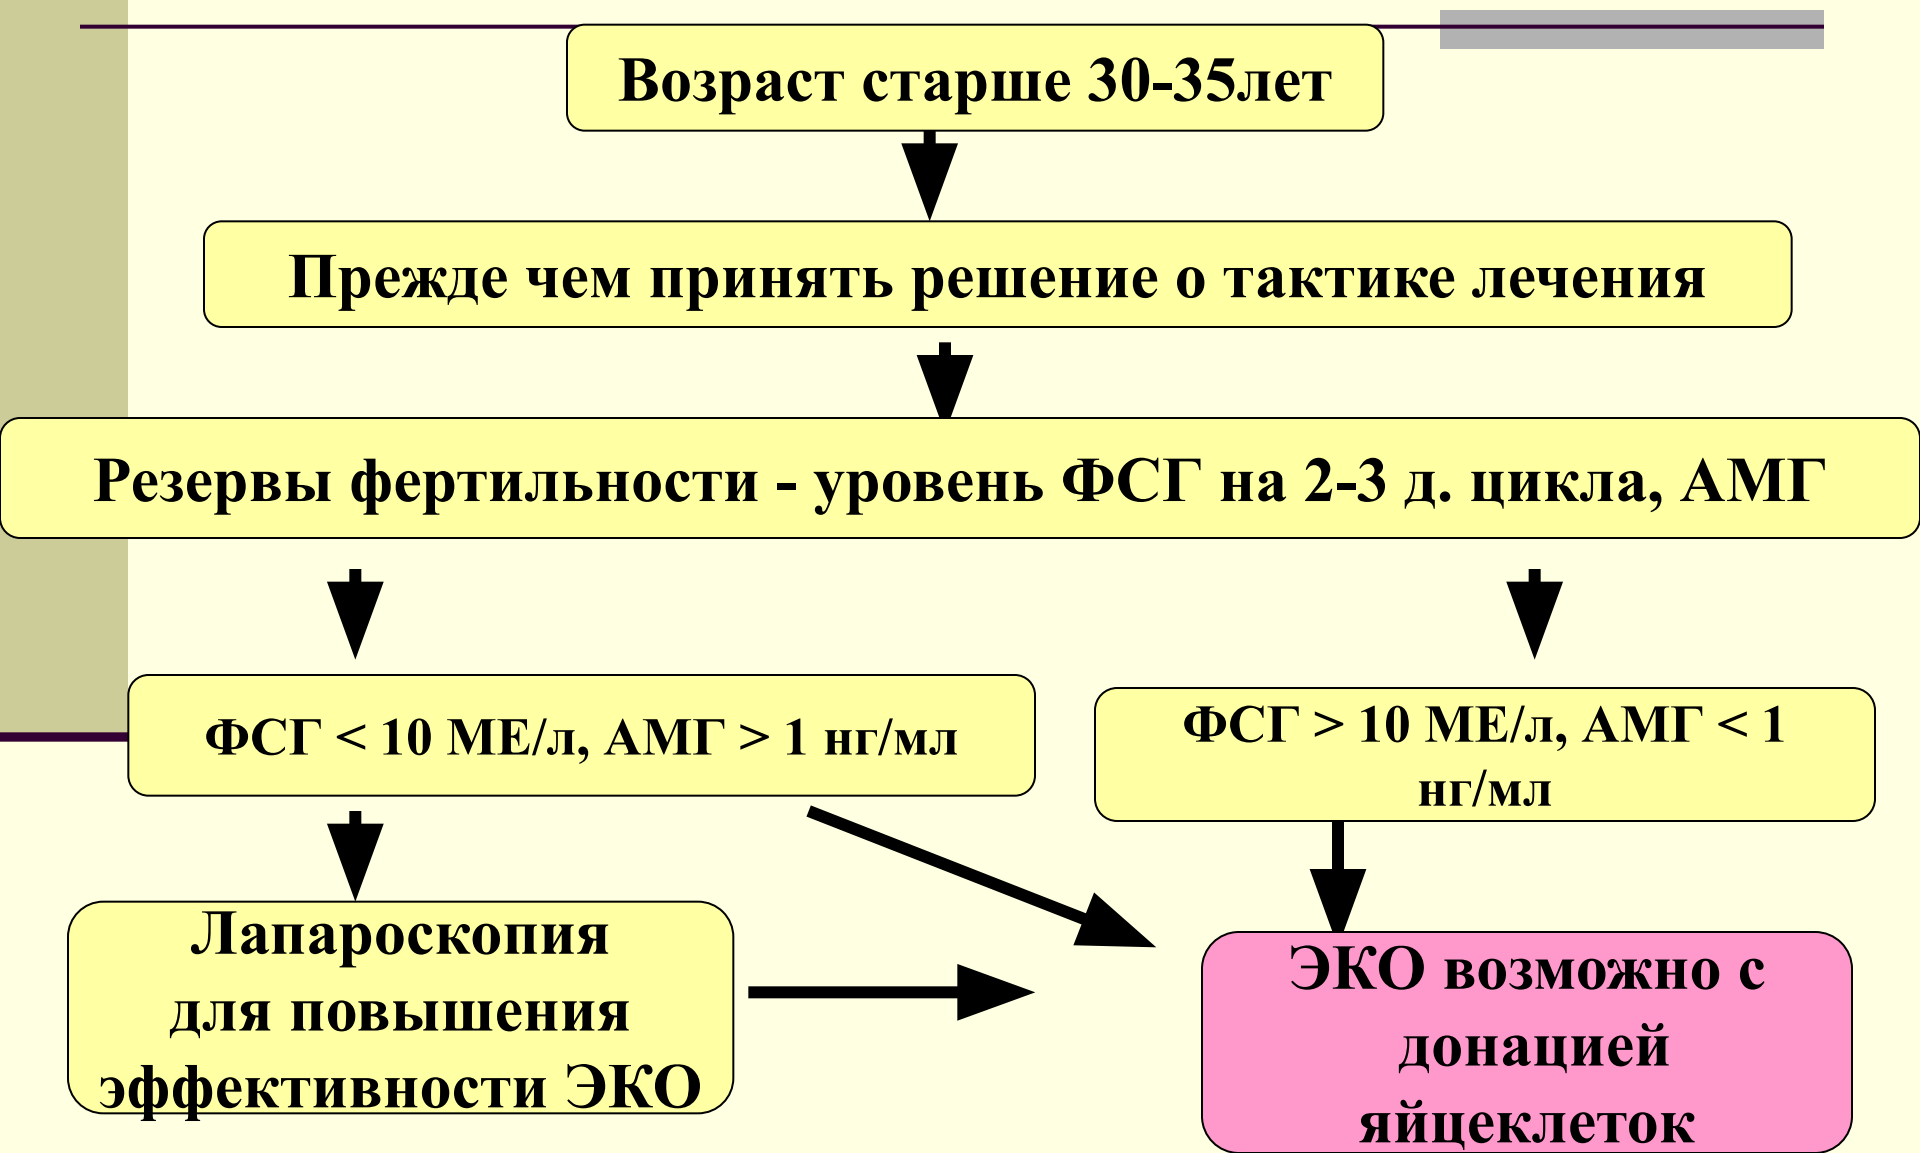 Возраст старше 30-35лет
Прежде чем принять решение о тактике лечения
Резервы фертильности - уровень ФСГ на 2-3 д. цикла, АМГ
ФСГ < 10 МЕ/л, АМГ > 1 нг/мл
ФСГ > 10 МЕ/л, АМГ < 1
нг/мл
Лапароскопия
для повышения
эффективности ЭКО
ЭКО возможно с
донацией
яйцеклеток